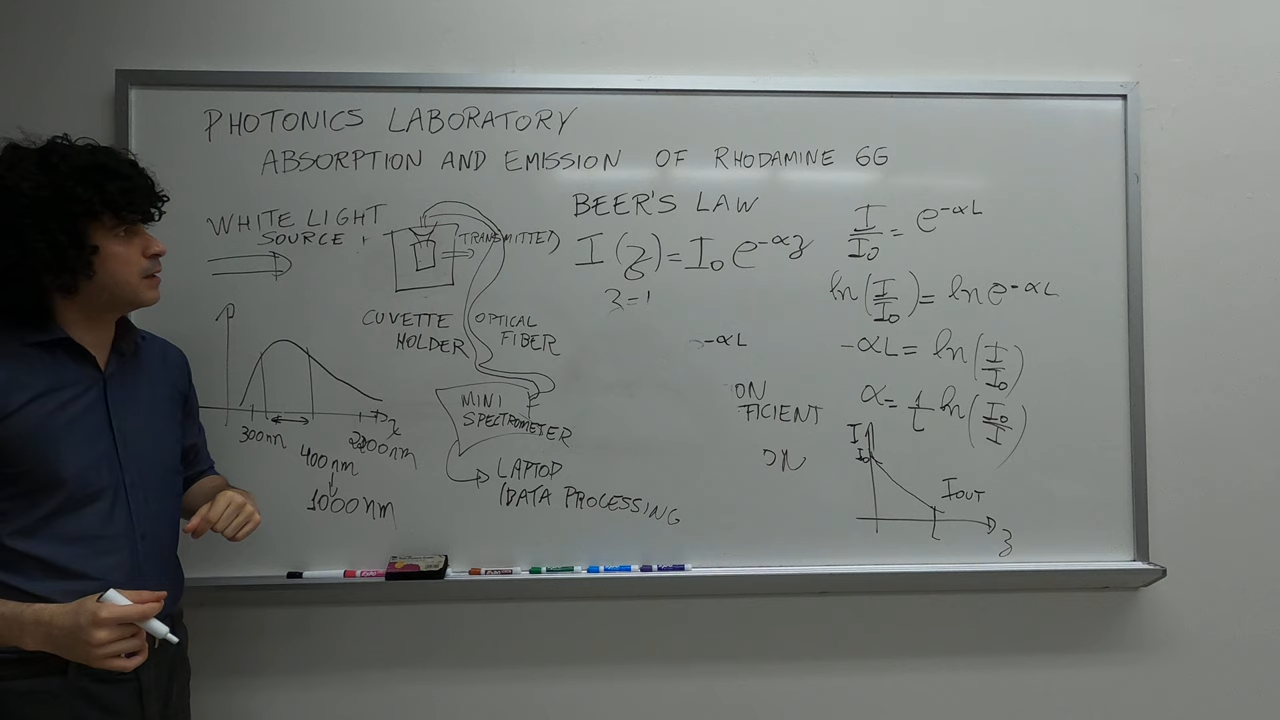 PHOTONICS LABORATORY
ABSORPTION AND EMISSION OF RHODAMINE 6G
WHITE LIGHT
SOURCE
(TRANSMITTED)
CUVETTE
HOLDER
OPTICAL
FIBER
MINI
SPECTROMETER
LAPTOP
(DATA PROCESSING
P
λ
300nm
400nm
1000nm
BEER'S LAW
I(z)=I₀e^-αz
-αL
ON
FICIENT
ON
I/I₀ = e^-αL
ln(I/I₀) = ln e^-αL
-αL = ln(I/I₀)
α = 1/L ln(I₀/I)
I
I₀
IOUT
L
z